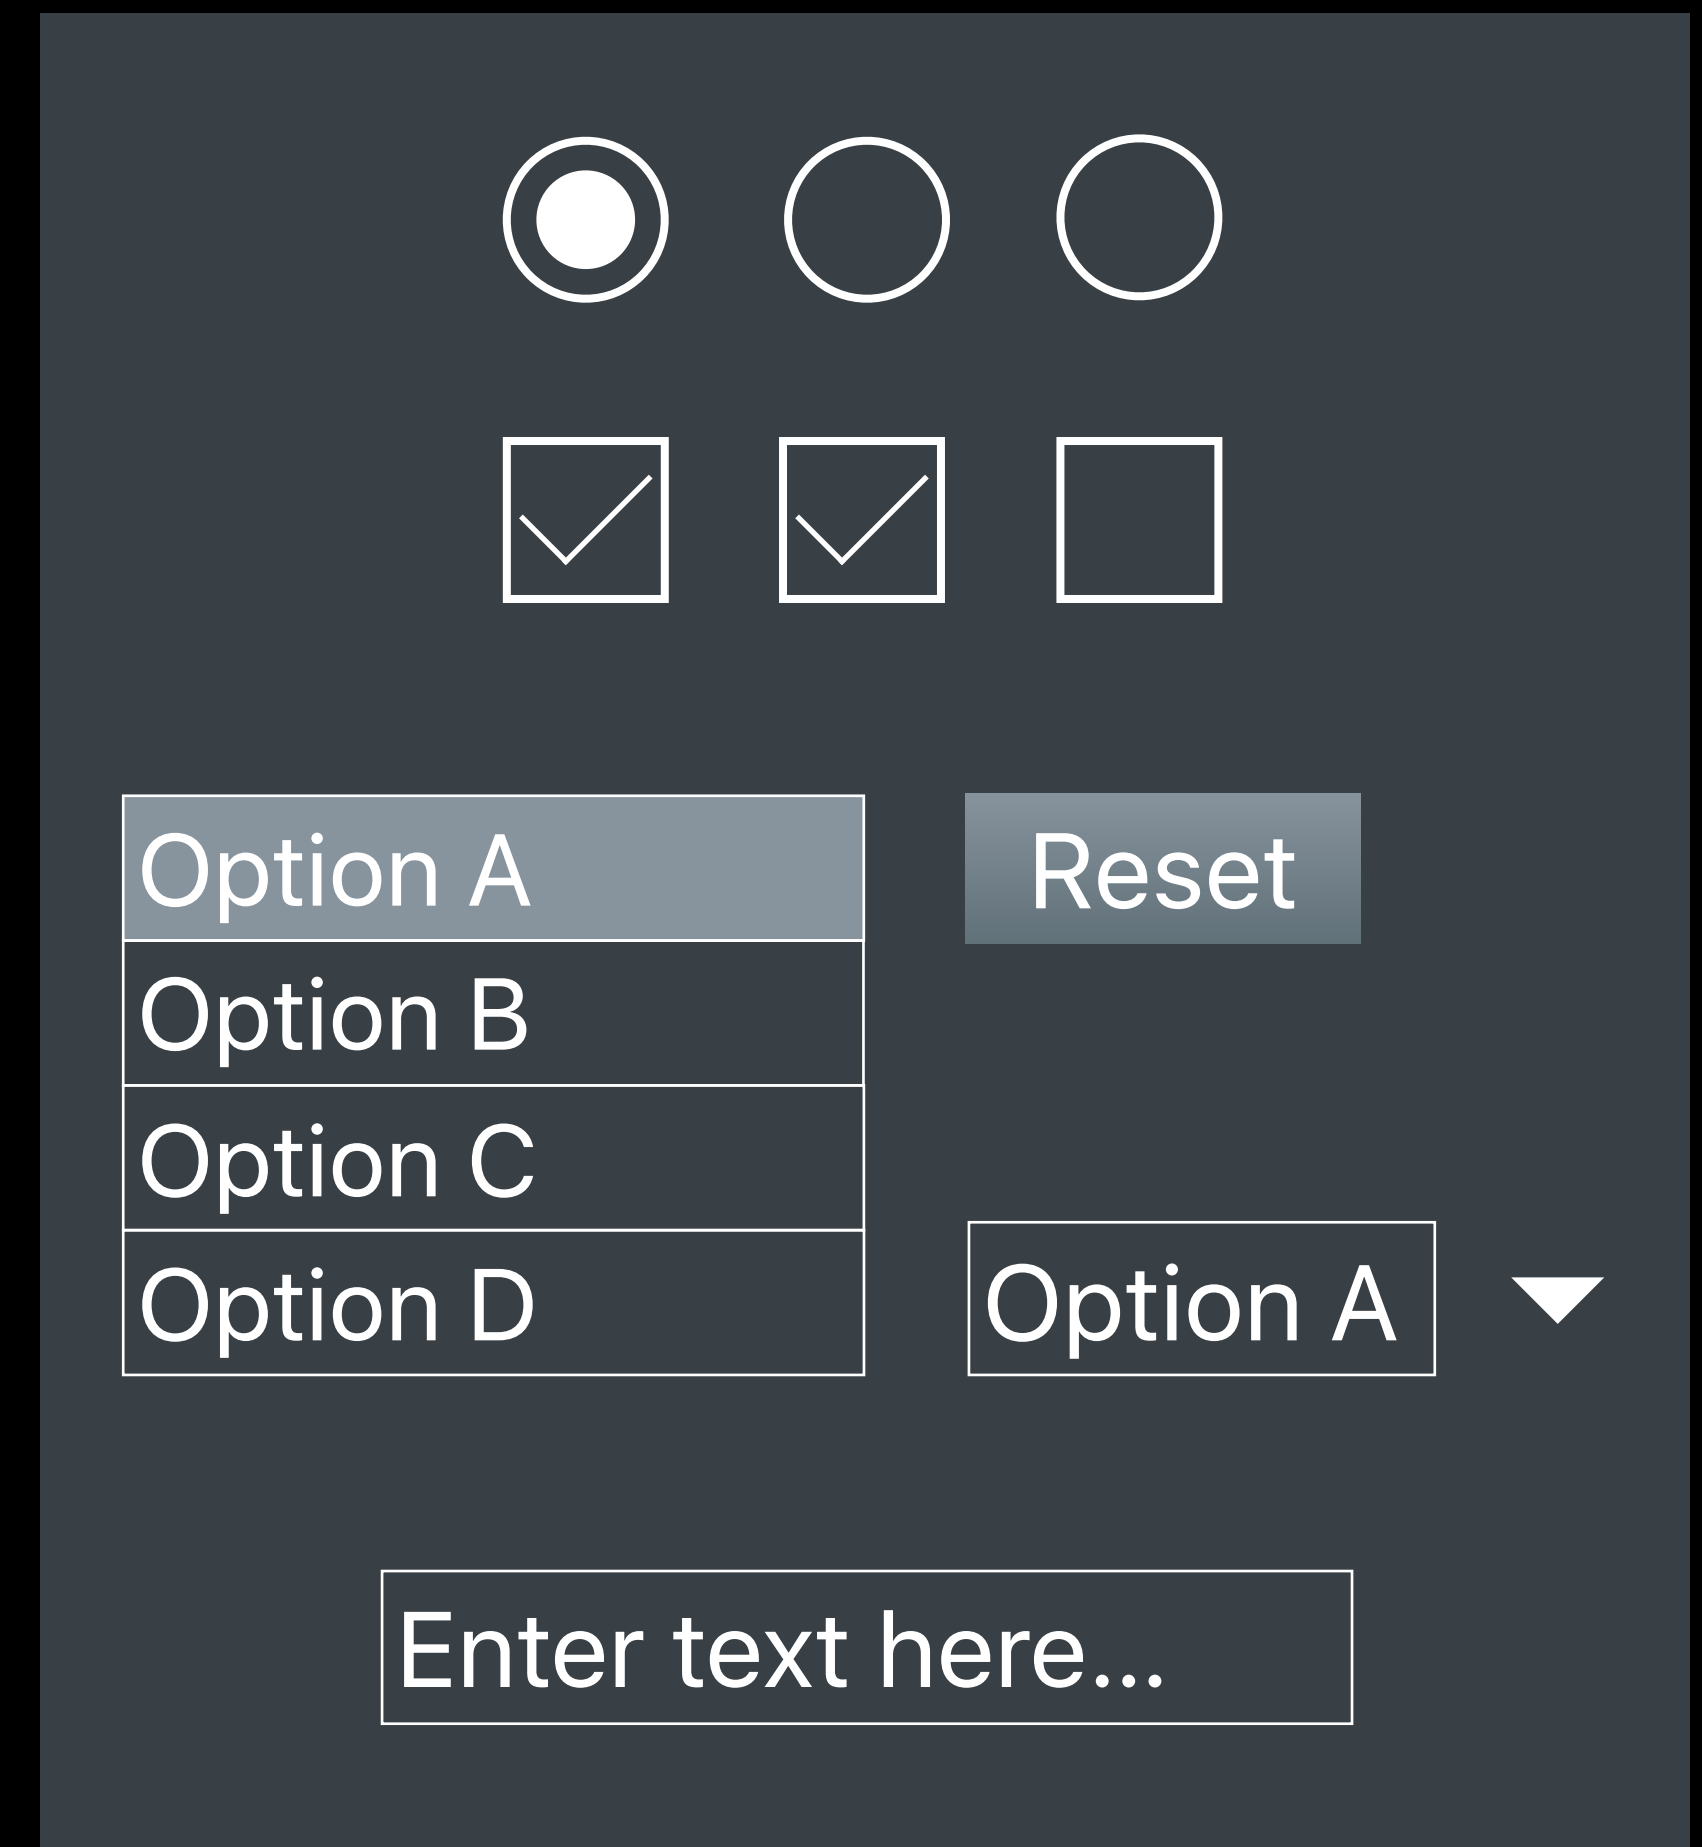 Option A
Reset
Option B
Option C
Option D
Option A
Enter text here...